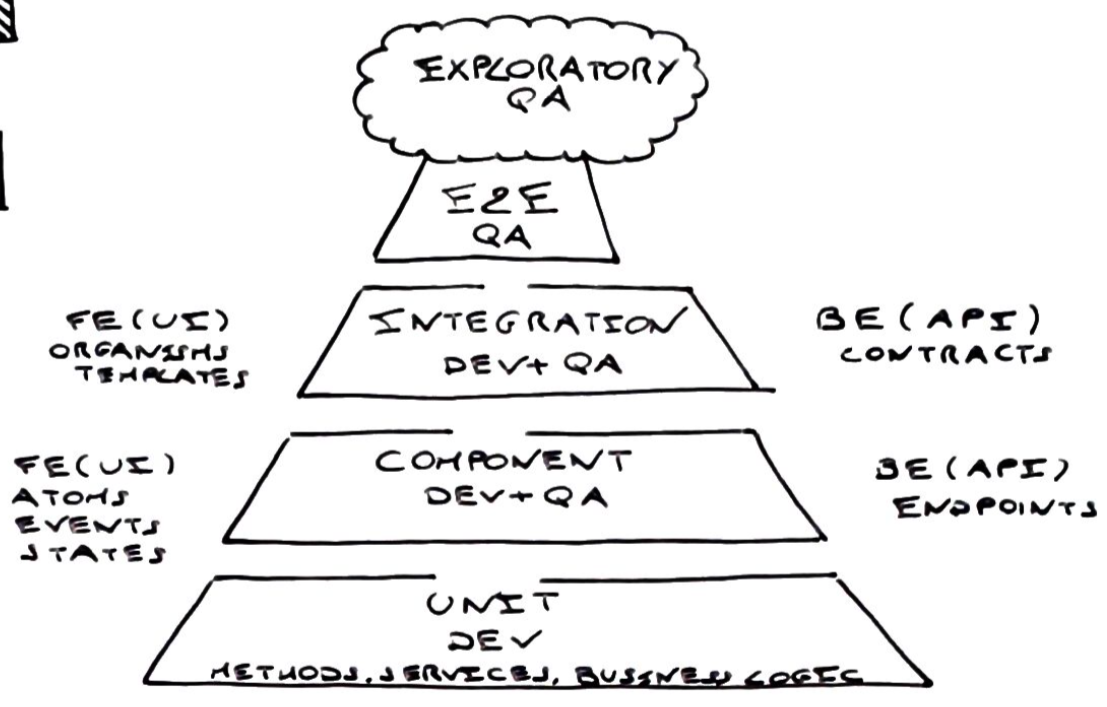 EXPLORATORY
QA
E2E
QA
FE(UI)
ORGANISMS
TEMPLATES
INTEGRATION
DEV+ QA
BE(API)
CONTRACTS
FE(UI)
ATOMS
EVENTS
STATES
COMPONENT
DEV+QA
BE(API)
ENDPOINTS
UNIT
DEV
METHODS, SERVICES, BUSSINESS LOGIC